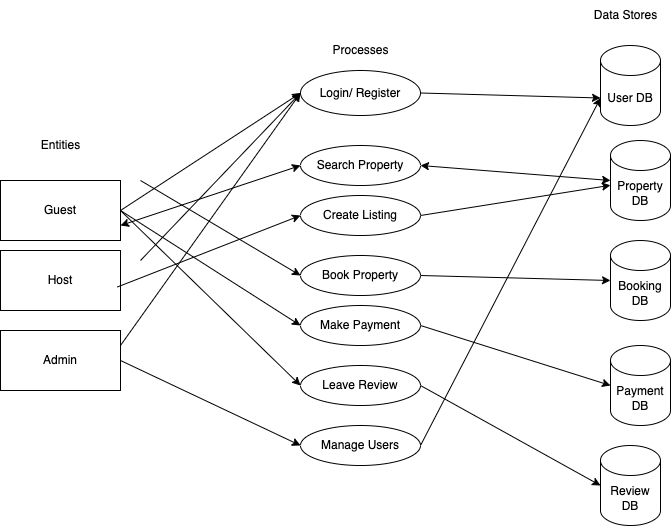 Data Stores
Processes
Entities
Guest
Host
Admin
Login/ Register
Search Property
Create Listing
Book Property
Make Payment
Leave Review
Manage Users
User DB
Property
DB
Booking
DB
Payment
DB
Review
DB